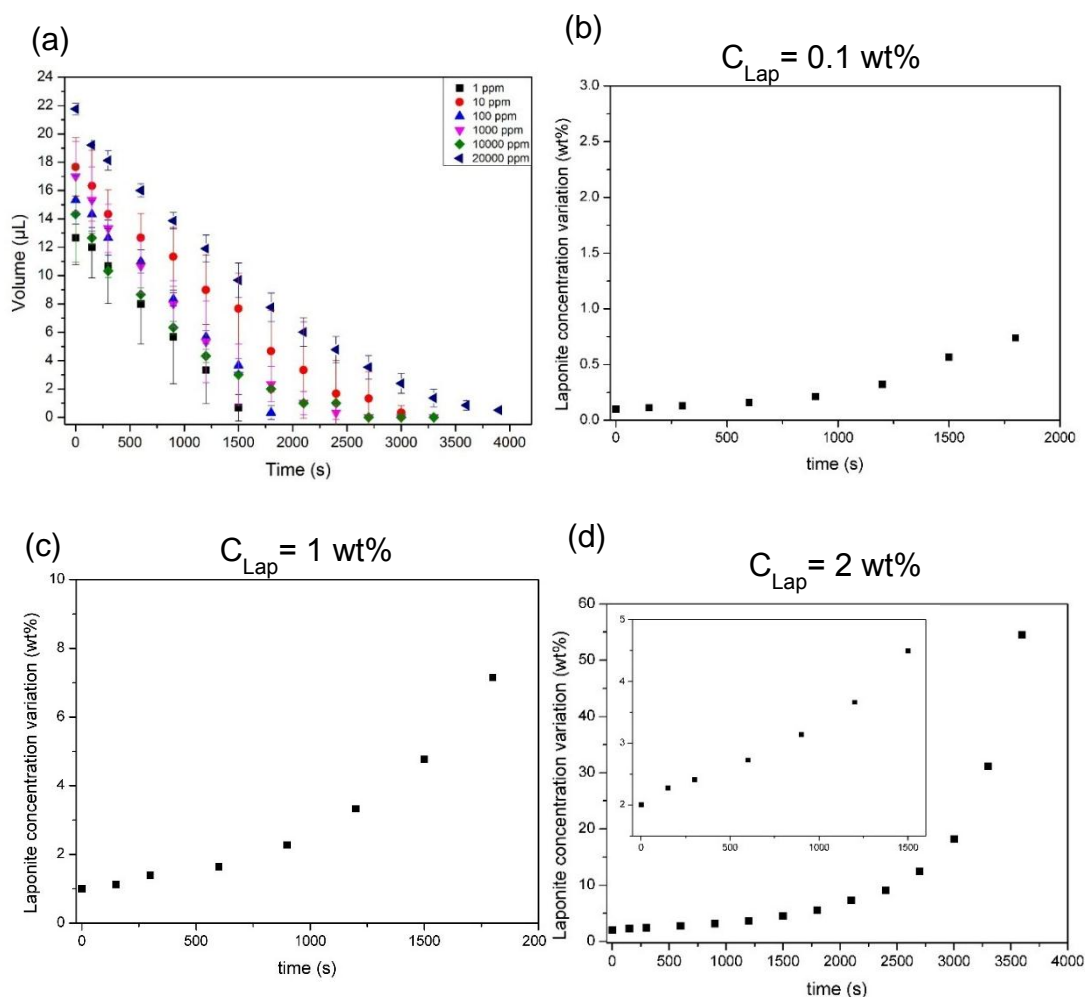 (a)
24
22
20
18
16
14
12
10
8
6
4
2
0
Volume (µL)
1 ppm
10 ppm
100 ppm
1000 ppm
10000 ppm
20000 ppm
0 500 1000 1500 2000 2500 3000 3500 4000
Time (s)
(b)
C_Lap= 0.1 wt%
3.0
2.5
2.0
1.5
1.0
0.5
0.0
Laponite concentration variation (wt%)
0 500 1000 1500 2000
time (s)
(c)
C_Lap= 1 wt%
10
8
6
4
2
0
Laponite concentration variation (wt%)
0 500 1000 1500 200
time (s)
(d)
C_Lap= 2 wt%
60
50
40
30
20
10
0
Laponite concentration variation (wt%)
5
4
3
2
0 500 1000 1500
0 500 1000 1500 2000 2500 3000 3500 4000
time (s)